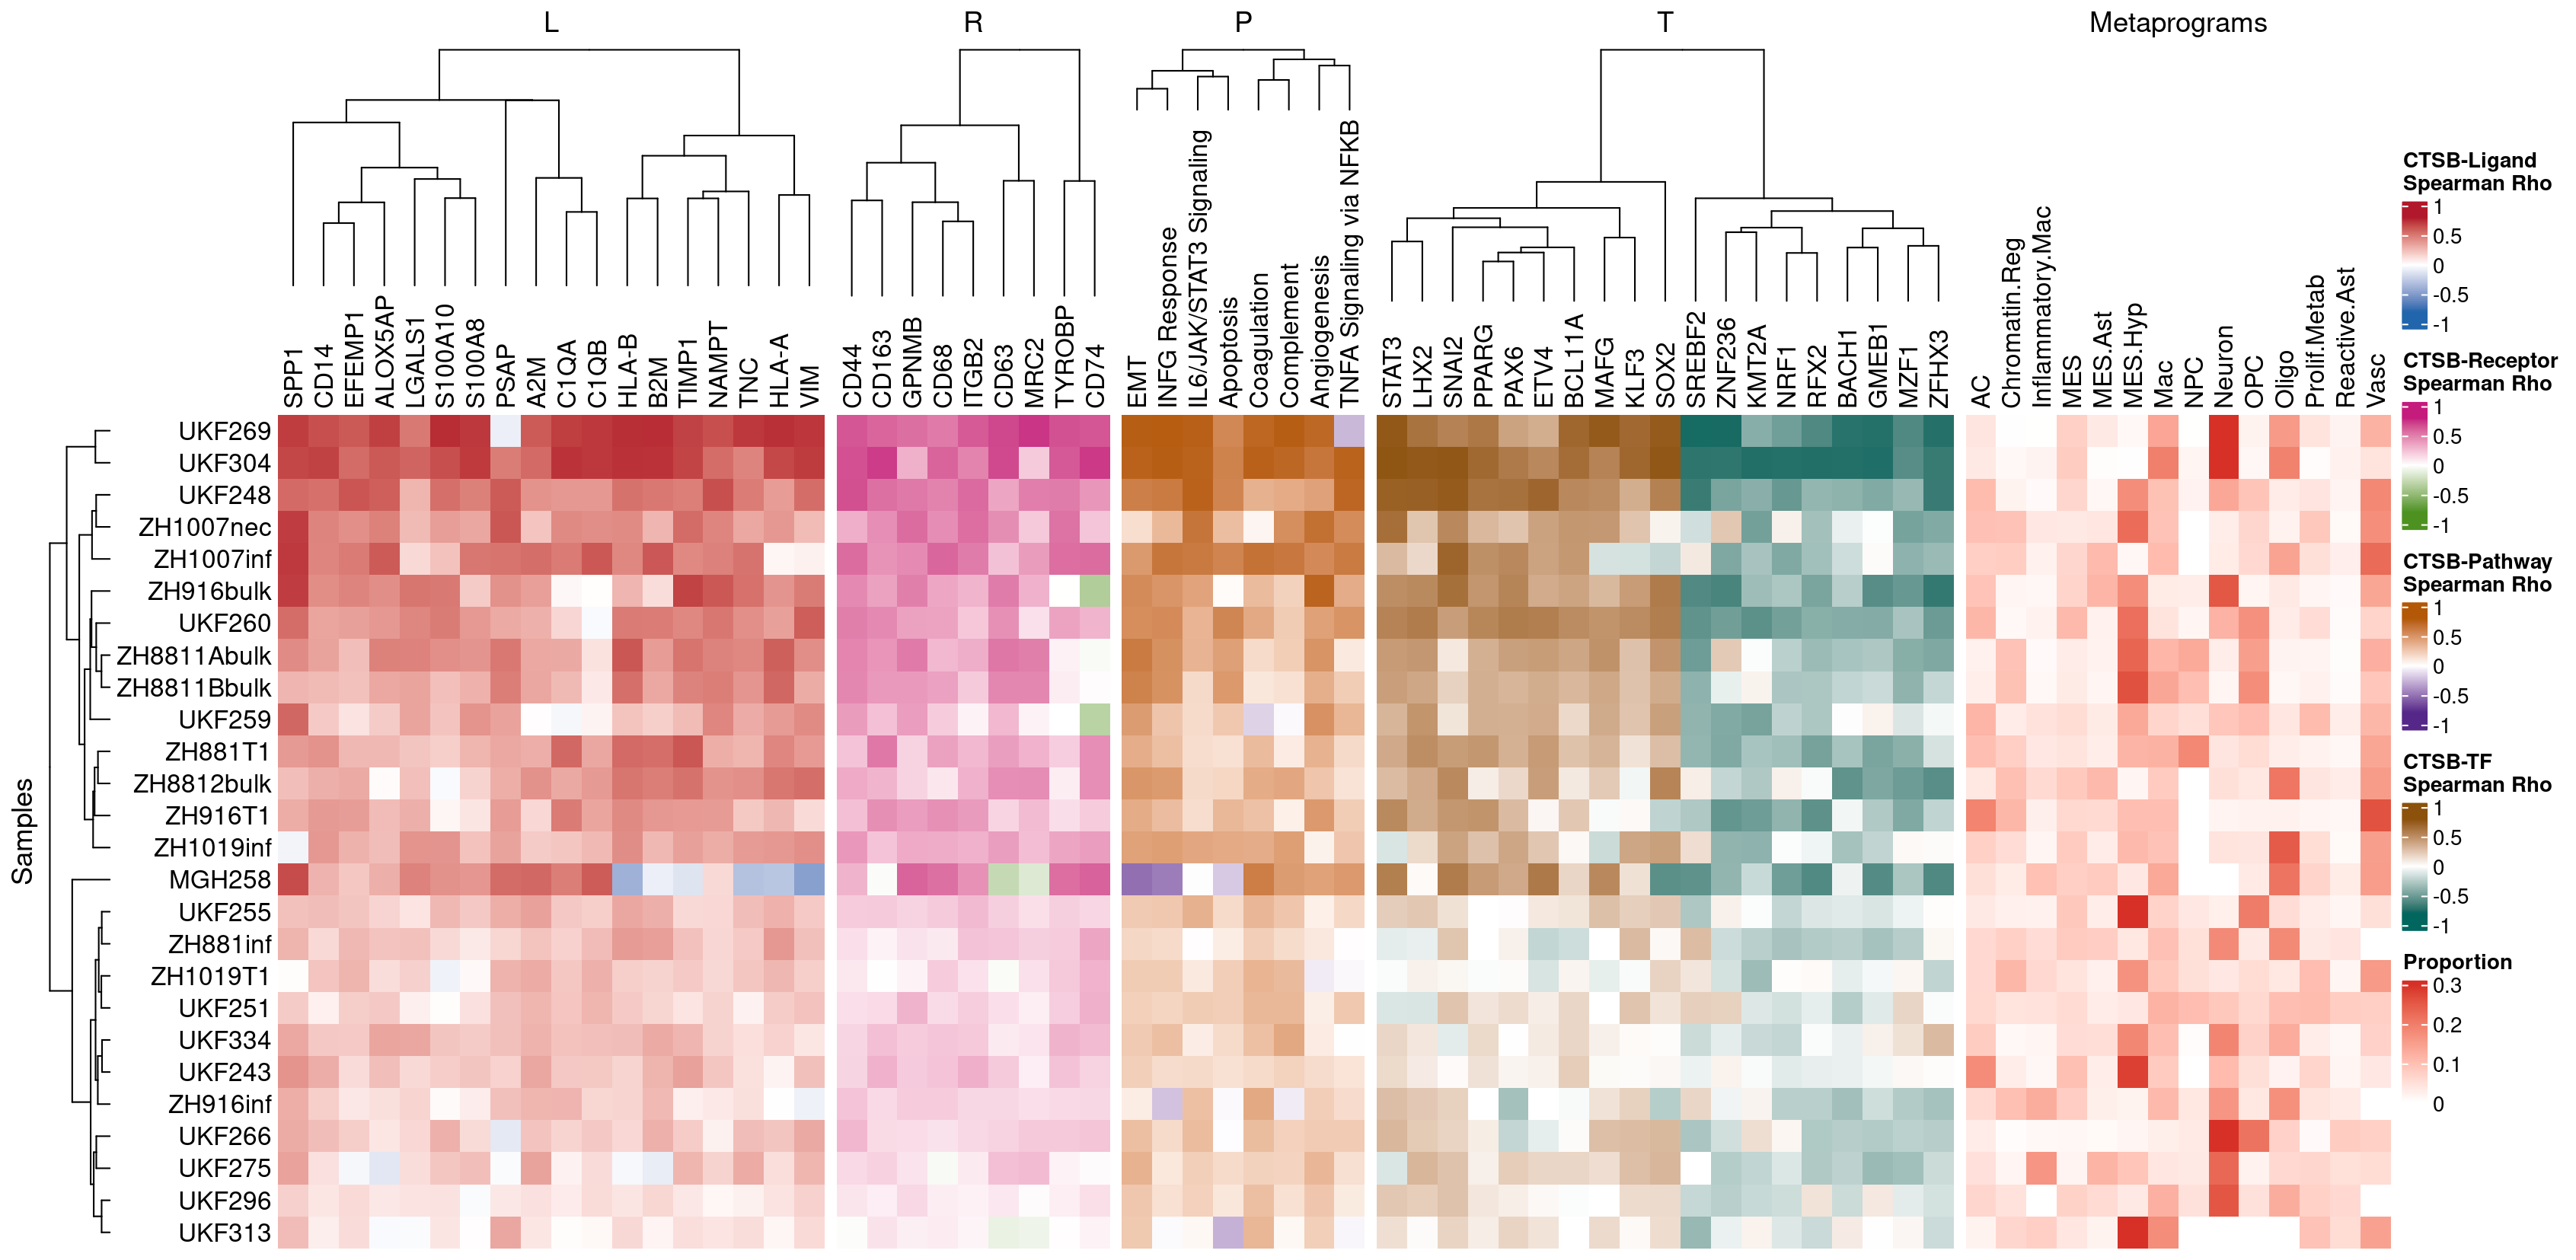 L
R
P
T
Metaprograms
SPP1
CD14
EFEMP1
ALOX5AP
LGALS1
S100A10
S100A8
PSAP
A2M
C1QA
C1QB
HLA-B
B2M
TIMP1
NAMPT
TNC
HLA-A
VIM
CD44
CD163
GPNMB
CD68
ITGB2
CD63
MRC2
TYROBP
CD74
EMT
INFG Response
IL6/JAK/STAT3 Signaling
Apoptosis
Coagulation
Complement
Angiogenesis
TNFA Signaling via NFKB
STAT3
LHX2
SNAI2
PPARG
PAX6
ETV4
BCL11A
MAFG
KLF3
SOX2
SREBF2
ZNF236
KMT2A
NRF1
RFX2
BACH1
GMEB1
MZF1
ZFHX3
AC
Chromatin.Reg
Inflammatory.Mac
MES
MES.Ast
MES.Hyp
Mac
NPC
Neuron
OPC
Oligo
Prolif.Metab
Reactive.Ast
Vasc
Samples
UKF269
UKF304
UKF248
ZH1007nec
ZH1007inf
ZH916bulk
UKF260
ZH8811Abulk
ZH8811Bbulk
UKF259
ZH881T1
ZH8812bulk
ZH916T1
ZH1019inf
MGH258
UKF255
ZH881inf
ZH1019T1
UKF251
UKF334
UKF243
ZH916inf
UKF266
UKF275
UKF296
UKF313
CTSB-Ligand
Spearman Rho
1
0.5
0
-0.5
-1
CTSB-Receptor
Spearman Rho
1
0.5
0
-0.5
-1
CTSB-Pathway
Spearman Rho
1
0.5
0
-0.5
-1
CTSB-TF
Spearman Rho
1
0.5
0
-0.5
-1
Proportion
0.3
0.2
0.1
0